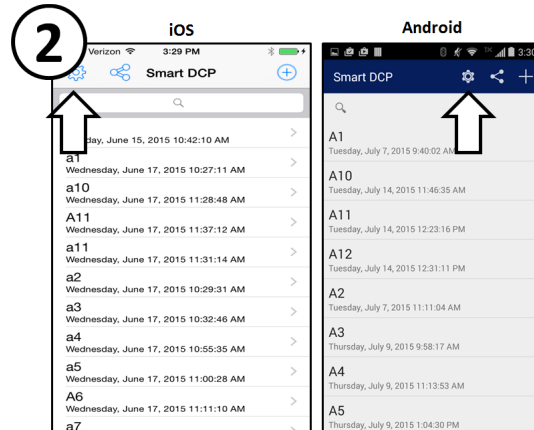 2
iOS
Verizon 3:29 PM
Smart DCP
day, June 15, 2015 10:42:10 AM
a1
Wednesday, June 17, 2015 10:27:11 AM
a10
Wednesday, June 17, 2015 11:28:48 AM
A11
Wednesday, June 17, 2015 11:37:12 AM
a11
Wednesday, June 17, 2015 11:31:14 AM
a2
Wednesday, June 17, 2015 10:29:31 AM
a3
Wednesday, June 17, 2015 10:32:46 AM
a4
Wednesday, June 17, 2015 10:55:35 AM
a5
Wednesday, June 17, 2015 11:00:28 AM
A6
Wednesday, June 17, 2015 11:11:10 AM
a7
Android
3:30
Smart DCP
A1
Tuesday, July 7, 2015 9:40:02 AM
A10
Tuesday, July 14, 2015 11:46:35 AM
A11
Tuesday, July 14, 2015 12:23:16 PM
A12
Tuesday, July 14, 2015 12:31:11 PM
A2
Tuesday, July 7, 2015 11:11:04 AM
A3
Thursday, July 9, 2015 9:58:17 AM
A4
Thursday, July 9, 2015 11:13:53 AM
A5
Thursday, July 9, 2015 1:04:30 PM